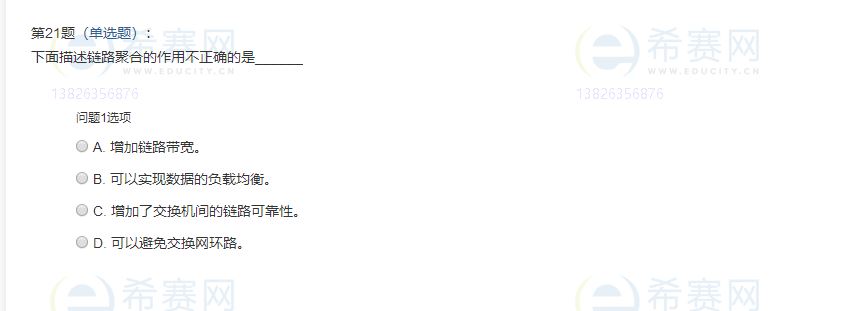 第21题（单选题）：
下面描述链路聚合的作用不正确的是______
希赛网
WWW.EDUCITY.CN
希赛网
WWW.EDUCITY.CN
13826356876
13826356876
问题1选项
A. 增加链路带宽。
B. 可以实现数据的负载均衡。
C. 增加了交换机间的链路可靠性。
D. 可以避免交换网环路。
希赛网
希赛网